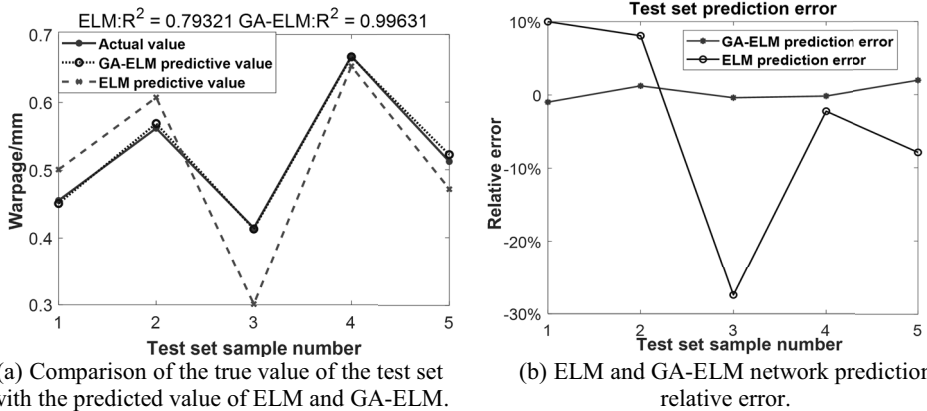 ELM:R2 = 0.79321 GA-ELM:R2 = 0.99631
0.7
0.6
0.5
0.4
0.3
Warpage/mm
Actual value
GA-ELM predictive value
ELM predictive value
1 2 3 4 5
Test set sample number
(a) Comparison of the true value of the test set
with the predicted value of ELM and GA-ELM.
Test set prediction error
10%
0
-10%
-20%
-30%
Relative error
GA-ELM prediction error
ELM prediction error
1 2 3 4 5
Test set sample number
(b) ELM and GA-ELM network prediction
relative error.